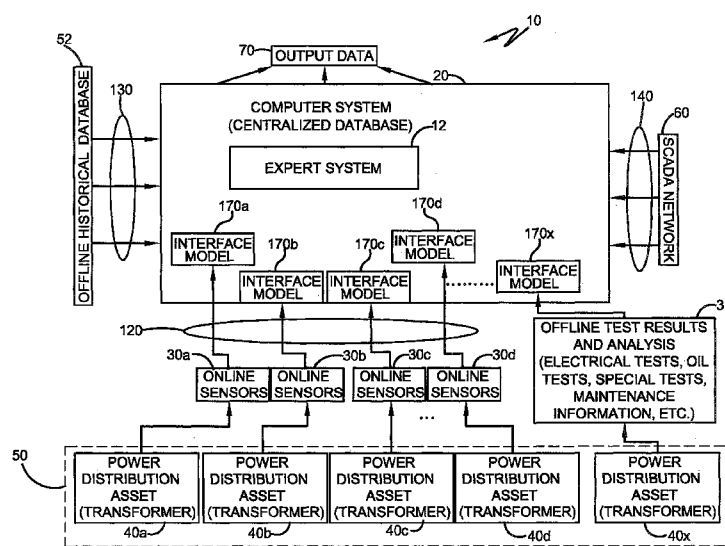 10
52
70
OUTPUT DATA
20
OFFLINE HISTORICAL DATABASE
130
COMPUTER SYSTEM
(CENTRALIZED DATABASE)
12
EXPERT SYSTEM
140
60
SCADA NETWORK
170a
INTERFACE
MODEL
170b
INTERFACE
MODEL
170c
INTERFACE
MODEL
170d
INTERFACE
MODEL
.........
170x
INTERFACE
MODEL
120
30a
ONLINE
SENSORS
30b
ONLINE
SENSORS
30c
ONLINE
SENSORS
30d
ONLINE
SENSORS
...
3
OFFLINE TEST RESULTS
AND ANALYSIS
(ELECTRICAL TESTS, OIL
TESTS, SPECIAL TESTS,
MAINTENANCE
INFORMATION, ETC.)
50
POWER
DISTRIBUTION
ASSET
(TRANSFORMER)
40a
POWER
DISTRIBUTION
ASSET
(TRANSFORMER)
40b
POWER
DISTRIBUTION
ASSET
(TRANSFORMER)
40c
POWER
DISTRIBUTION
ASSET
(TRANSFORMER)
40d
POWER
DISTRIBUTION
ASSET
(TRANSFORMER)
40x